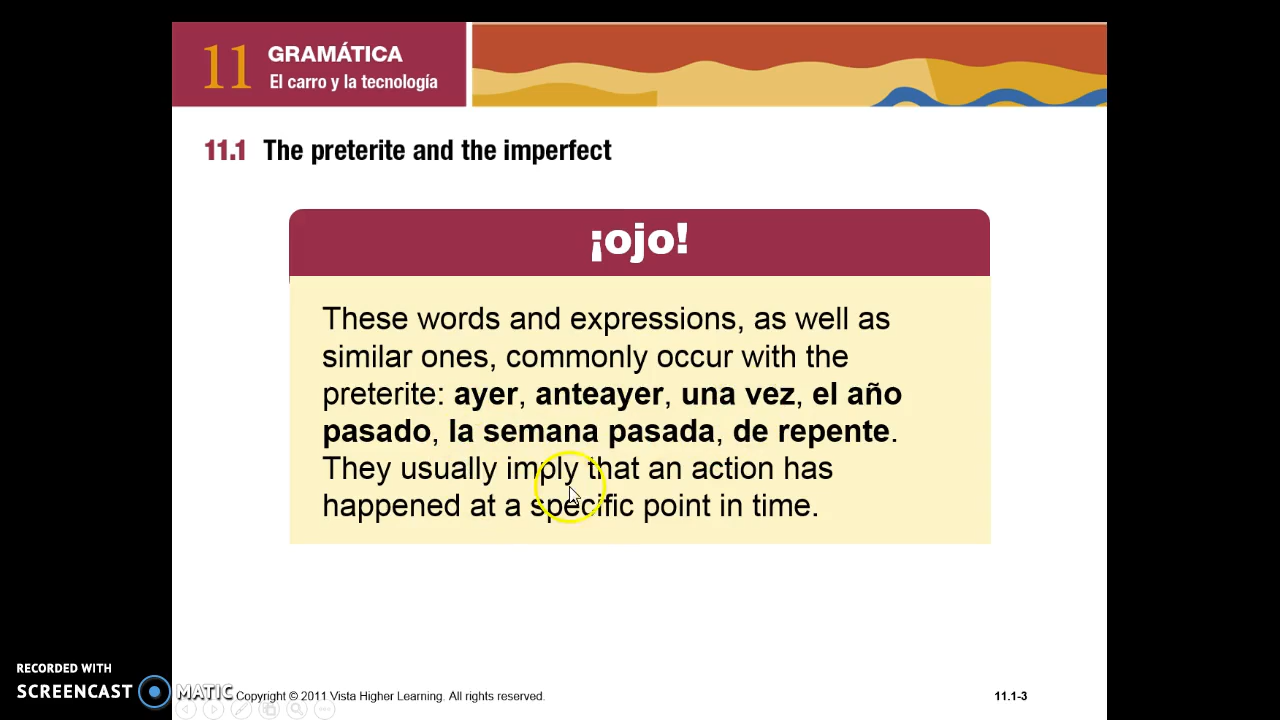 11 GRAMÁTICA
El carro y la tecnología
11.1 The preterite and the imperfect
¡ojo!
These words and expressions, as well as
similar ones, commonly occur with the
preterite: ayer, anteayer, una vez, el año
pasado, la semana pasada, de repente.
They usually imply that an action has
happened at a specific point in time.
RECORDED WITH
SCREENCAST MATIC
Copyright © 2011 Vista Higher Learning. All rights reserved.
11.1-3